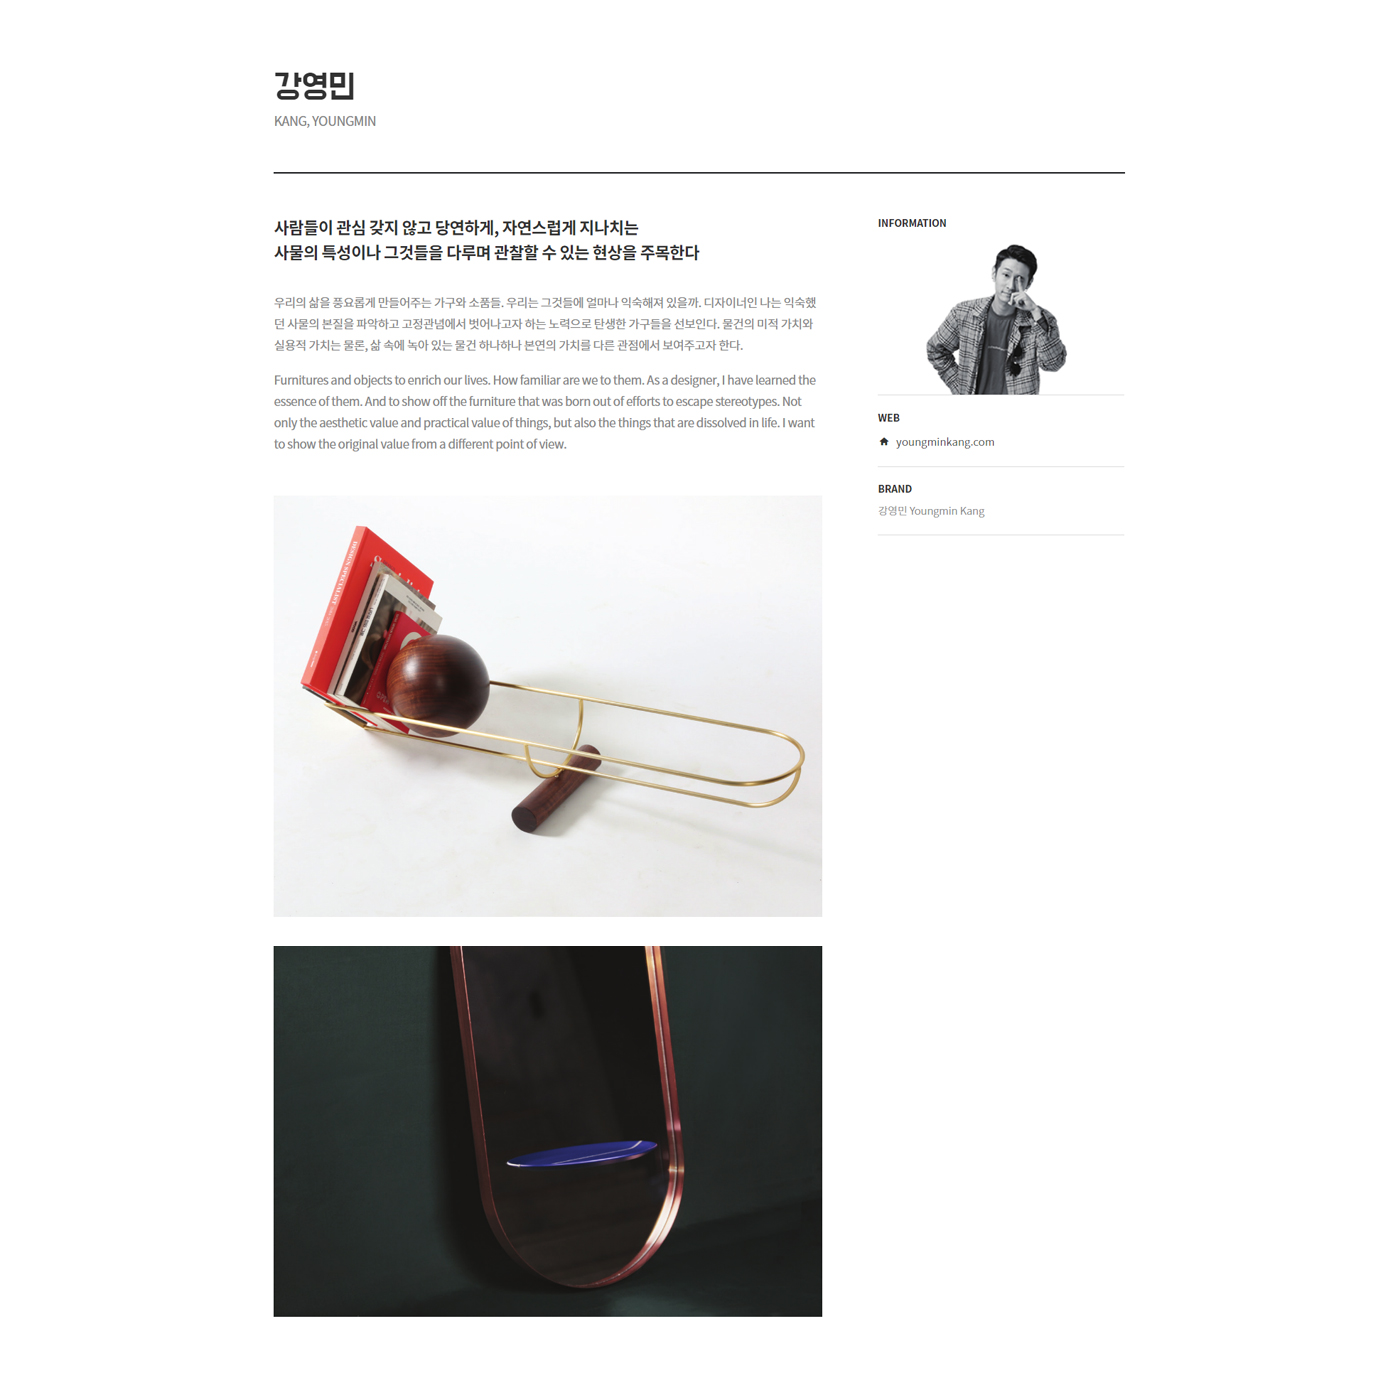 강영민
KANG, YOUNGMIN
사람들이 관심 갖지 않고 당연하게, 자연스럽게 지나치는
사물의 특성이나 그것들을 다루며 관찰할 수 있는 현상을 주목한다
우리의 삶을 풍요롭게 만들어주는 가구와 소품들. 우리는 그것들에 얼마나 익숙해져 있을까. 디자이너인 나는 익숙했
던 사물의 본질을 파악하고 고정관념에서 벗어나고자 하는 노력으로 탄생한 가구들을 선보인다. 물건의 미적 가치와
실용적 가치는 물론, 삶 속에 녹아 있는 물건 하나하나 본연의 가치를 다른 관점에서 보여주고자 한다.
Furnitures and objects to enrich our lives. How familiar are we to them. As a designer, I have learned the
essence of them. And to show off the furniture that was born out of efforts to escape stereotypes. Not
only the aesthetic value and practical value of things, but also the things that are dissolved in life. I want
to show the original value from a different point of view.
INFORMATION
WEB
youngminkang.com
BRAND
강영민 Youngmin Kang